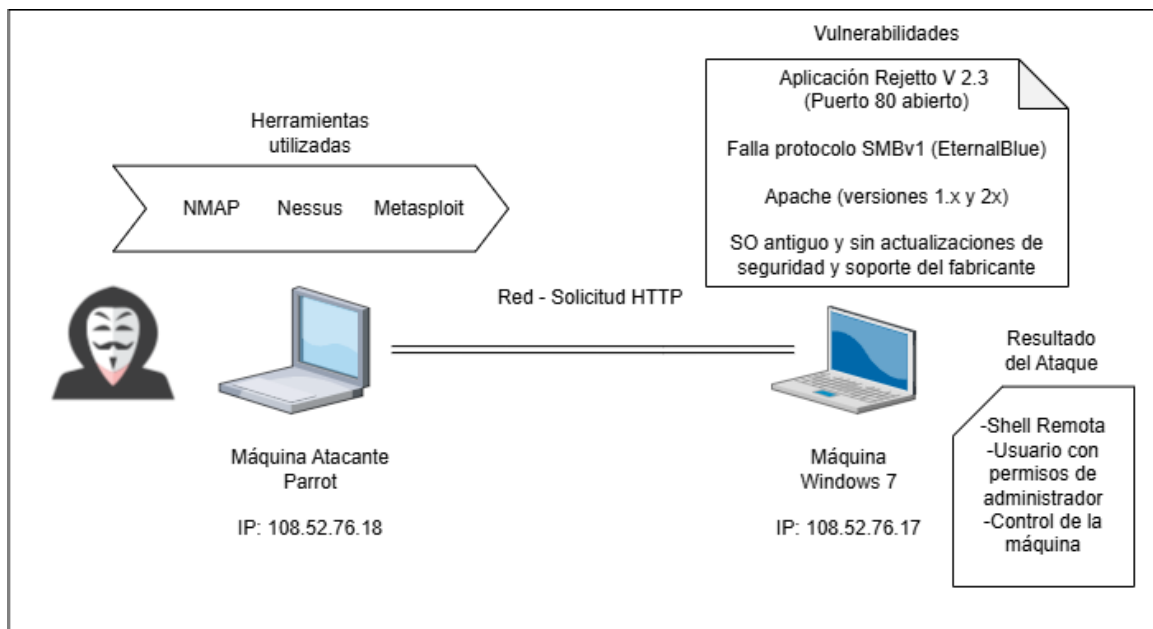 Vulnerabilidades
Aplicación Rejetto V 2.3
(Puerto 80 abierto)
Falla protocolo SMBv1 (EternalBlue)
Apache (versiones 1.x y 2x)
SO antiguo y sin actualizaciones de
seguridad y soporte del fabricante
Herramientas
utilizadas
NMAP Nessus Metasploit
Red - Solicitud HTTP
Máquina Atacante
Parrot
IP: 108.52.76.18
Máquina
Windows 7
IP: 108.52.76.17
Resultado
del Ataque
-Shell Remota
-Usuario con
permisos de
administrador
-Control de la
máquina